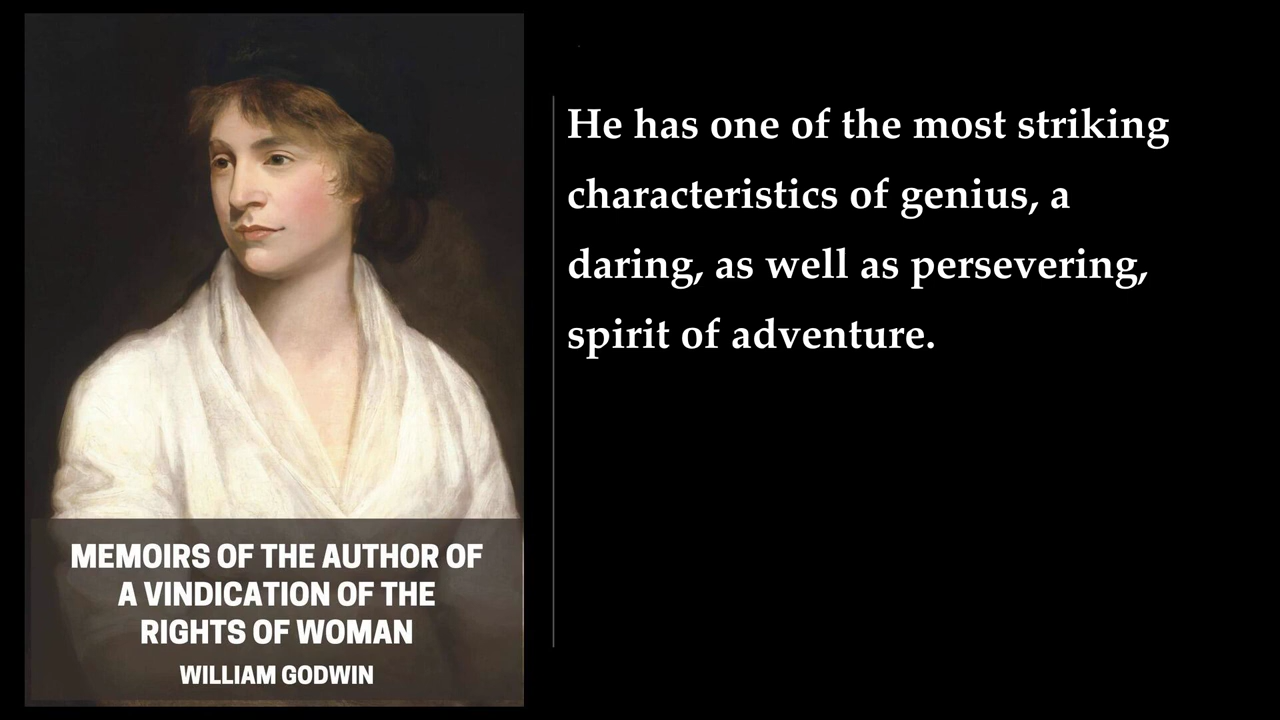 He has one of the most striking
characteristics of genius, a
daring, as well as persevering,
spirit of adventure.
MEMOIRS OF THE AUTHOR OF
A VINDICATION OF THE
RIGHTS OF WOMAN
WILLIAM GODWIN